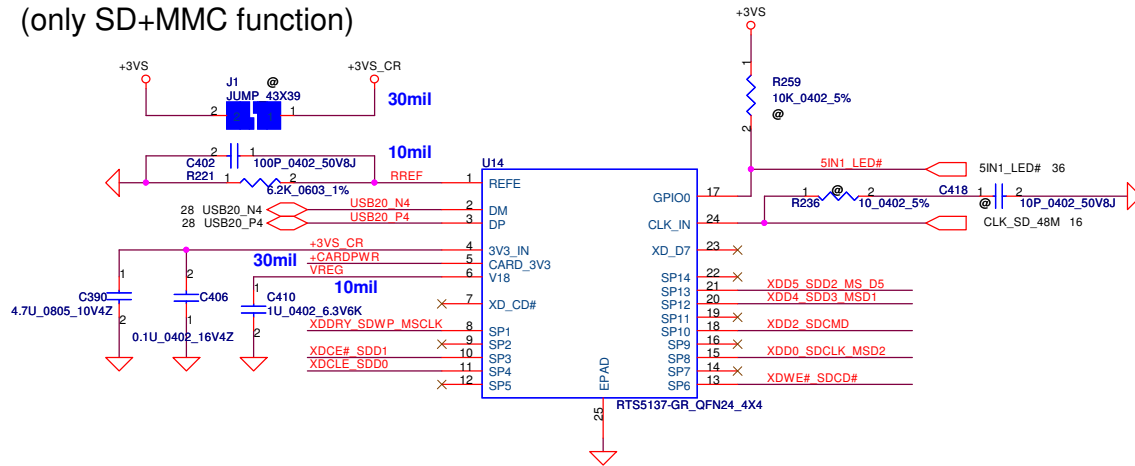 (only SD+MMC function)
+3VS
+3VS
J1
@
+3VS_CR
JUMP_43X39
30mil
2
2
1
1
1
R259
10K_0402_5%
@
2
2
1
10mil
C402
100P_0402_50V8J
R221
1
2
RREF
6.2K_0603_1%
U14
1
REFE
GPIO0
17
5IN1_LED#
5IN1_LED# 36
28 USB20_N4
USB20_N4
2
DM
28 USB20_P4
USB20_P4
3
DP
CLK_IN
24
1
@
2
R236
10_0402_5%
C418
1
@
2
10P_0402_50V8J
CLK_SD_48M 16
+3VS_CR
4
3V3_IN
XD_D7
23
30mil
+CARDPWR
5
CARD_3V3
VREG
6
V18
SP14
22
10mil
SP13
21
XDD5_SDD2_MS_D5
1
C390
4.7U_0805_10V4Z
2
2
C406
1
0.1U_0402_16V4Z
1
C410
1U_0402_6.3V6K
2
7
XD_CD#
SP12
20
XDD4_SDD3_MSD1
SP11
19
XDDRY_SDWP_MSCLK
8
SP1
SP10
18
XDD2_SDCMD
9
SP2
SP9
16
XDCE#_SDD1
10
SP3
SP8
15
XDD0_SDCLK_MSD2
XDCLE_SDD0
11
SP4
SP7
14
12
SP5
SP6
13
XDWE#_SDCD#
EPAD
25
RTS5137-GR_QFN24_4X4